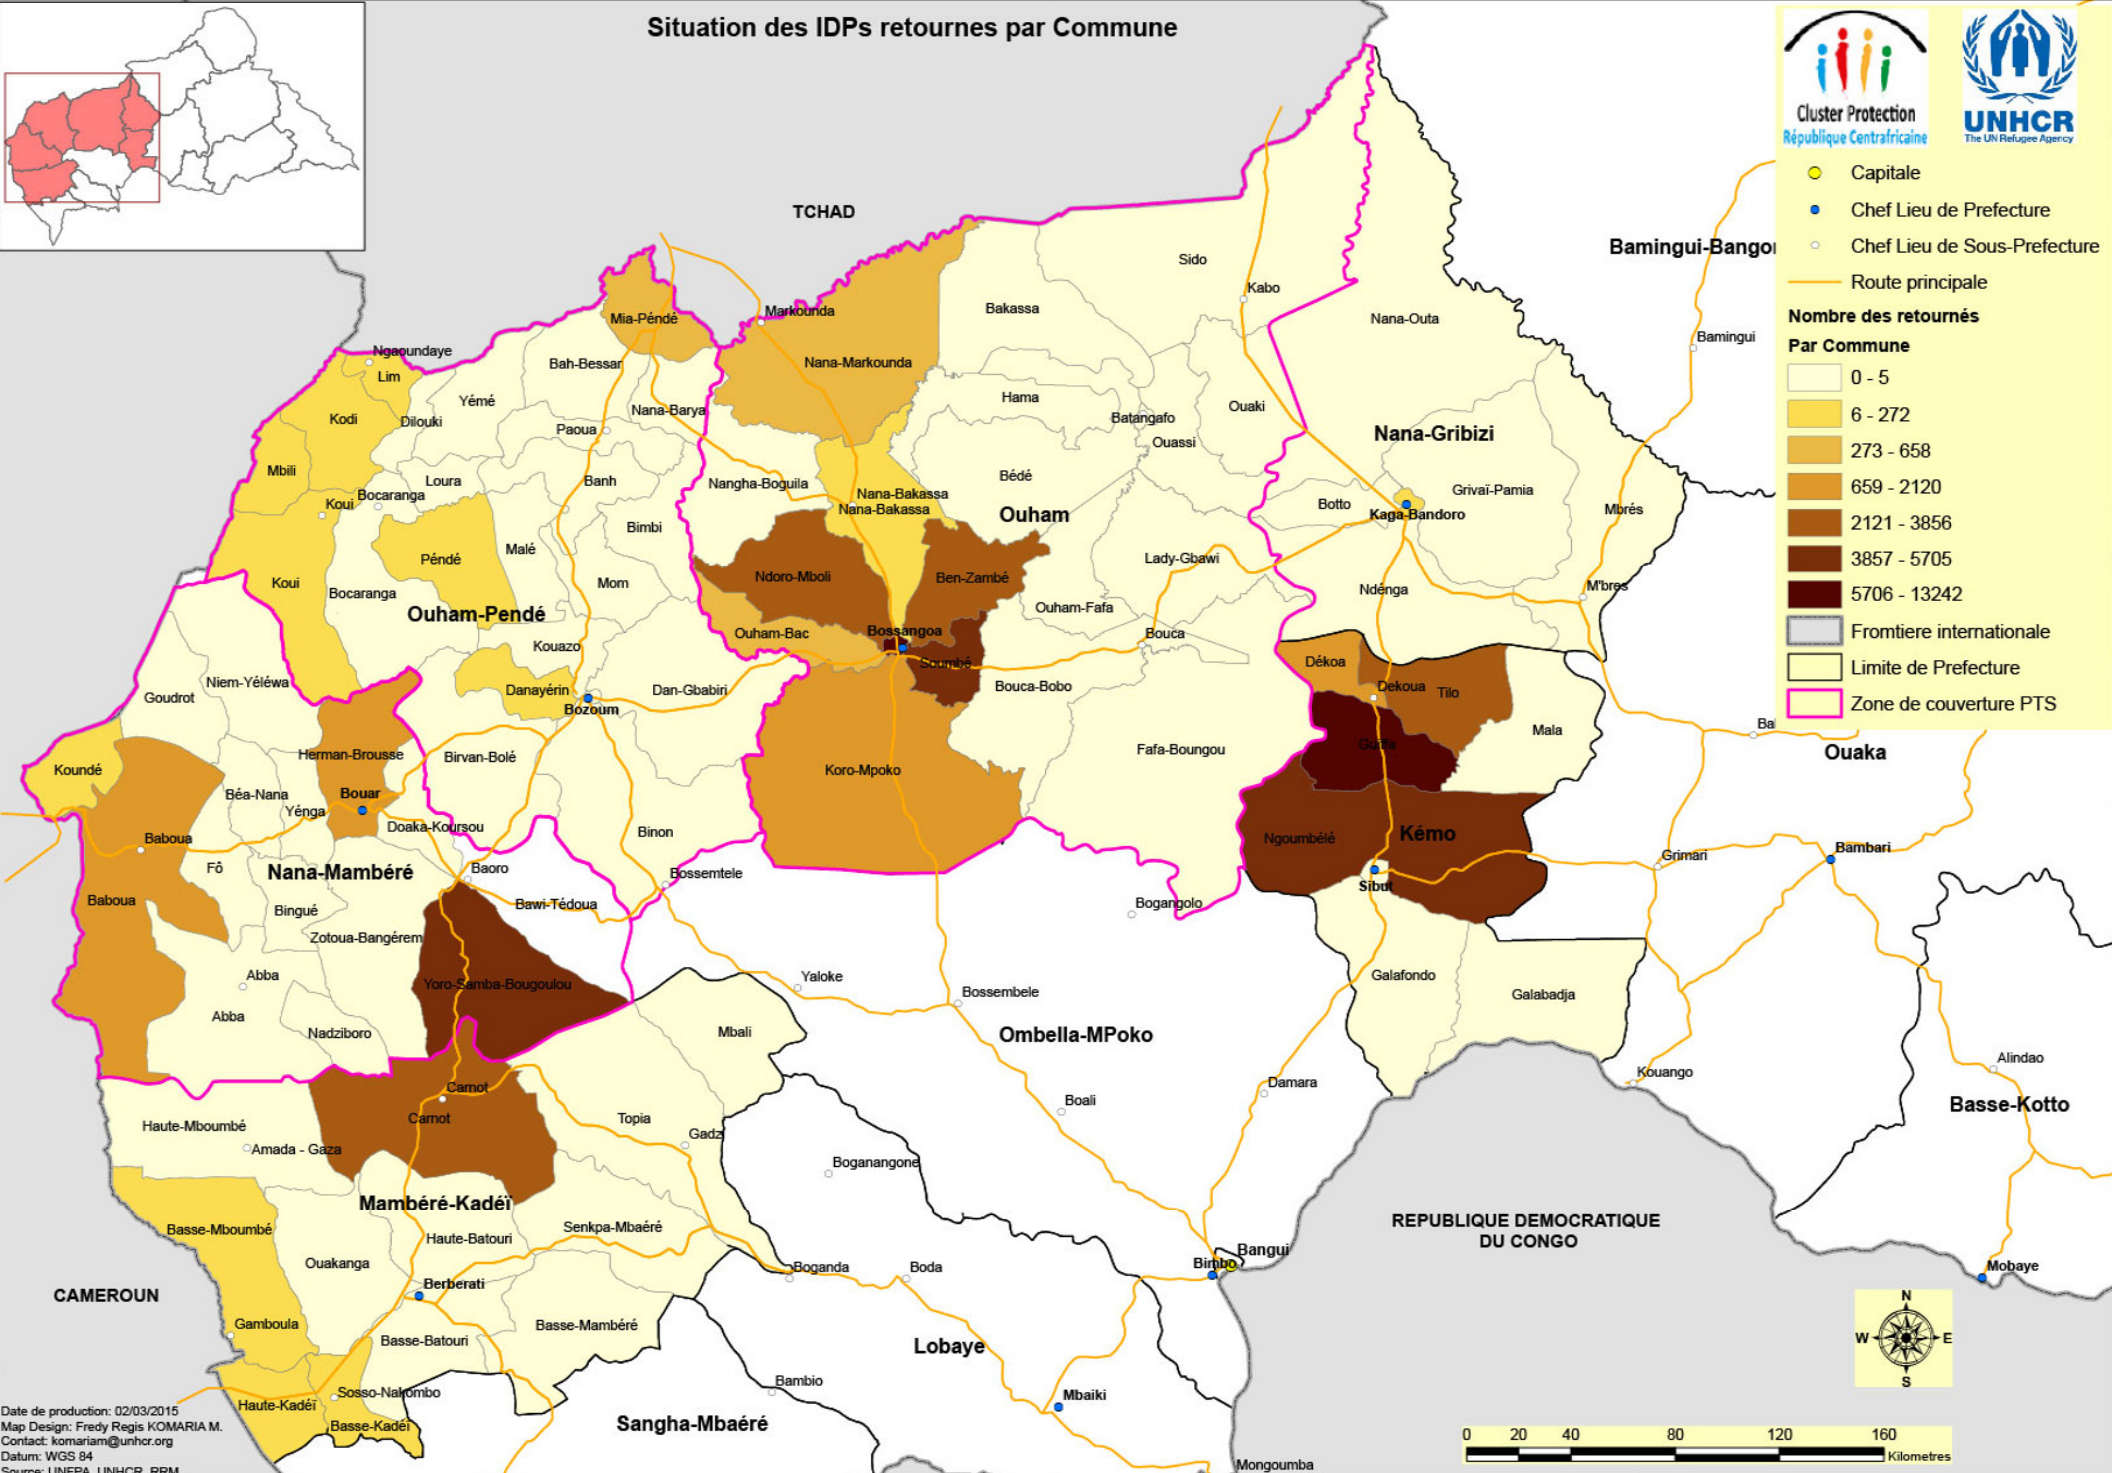 Situation des IDPs retournes par Commune
Cluster Protection
République Centrafricaine
UNHCR
The UN Refugee Agency
Capitale
Chef Lieu de Prefecture
Chef Lieu de Sous-Prefecture
Route principale
Nombre des retournés
Par Commune
0 - 5
6 - 272
273 - 658
659 - 2120
2121 - 3856
3857 - 5705
5706 - 13242
Fromtiere internationale
Limite de Prefecture
Zone de couverture PTS
TCHAD
Bamingui-Bangor
Sido
Kabo
Bakassa
Nana-Outa
Bamingui
Markounda
Mia-Péndé
Nana-Markounda
Ngaoundaye
Lim
Bah-Bessar
Yémé
Nana-Barya
Hama
Batangafo
Ouaki
Kodi
Dilouki
Paoua
Ouassi
Nana-Gribizi
Mbili
Loura
Banh
Nangha-Boguila
Bédé
Grivaï-Pamia
Koui
Bocaranga
Nana-Bakassa
Nana-Bakassa
Botto
Kaga-Bandoro
Mbrés
Ouham
Bimbi
Péndé
Malé
Lady-Gbawi
Koui
Bocaranga
Mom
Ndoro-Mboli
Ben-Zambé
Ndénga
M'bres
Ouham-Pendé
Ouham-Fafa
Kouazo
Ouham-Bac
Bossangoa
Bouca
Soumbé
Dékoa
Niem-Yéléwa
Goudrot
Danayérin
Bozoum
Dan-Gbabiri
Bouca-Bobo
Dekoua
Tilo
Mala
Ouaka
Koundé
Herman-Brousse
Birvan-Bolé
Koro-Mpoko
Fafa-Boungou
Guiffa
Béa-Nana
Bouar
Yénga
Doaka-Koursou
Binon
Ngoumbélé
Kémo
Baboua
Fô
Nana-Mambéré
Baoro
Bossemtele
Sibut
Grimari
Bambari
Baboua
Bingué
Bawi-Tédoua
Bogangolo
Zotoua-Bangérem
Abba
Yoro-Samba-Bougoulou
Yaloke
Bossembele
Galafondo
Galabadja
Abba
Nadziboro
Mbali
Ombella-MPoko
Alindao
Carnot
Carnot
Topia
Gadz
Boali
Damara
Kouango
Basse-Kotto
Haute-Mboumbé
Amada - Gaza
Boganangone
Mambéré-Kadéï
Basse-Mboumbé
Haute-Batouri
Senkpa-Mbaéré
REPUBLIQUE DEMOCRATIQUE
DU CONGO
Ouakanga
Berberati
Boganda
Boda
Bimbo
Bangui
Mobaye
CAMEROUN
Gamboula
Basse-Batouri
Basse-Mambéré
Lobaye
Haute-Kadéï
Sosso-Nakombo
Basse-Kadéï
Bambio
Mbaiki
Sangha-Mbaéré
Mongoumba
N
W
E
S
0 20 40 80 120 160
Kilometres
Date de production: 02/03/2015
Map Design: Fredy Regis KOMARIA M.
Contact: komariam@unhcr.org
Datum: WGS 84
Source: UNFPA, UNHCR, RRM